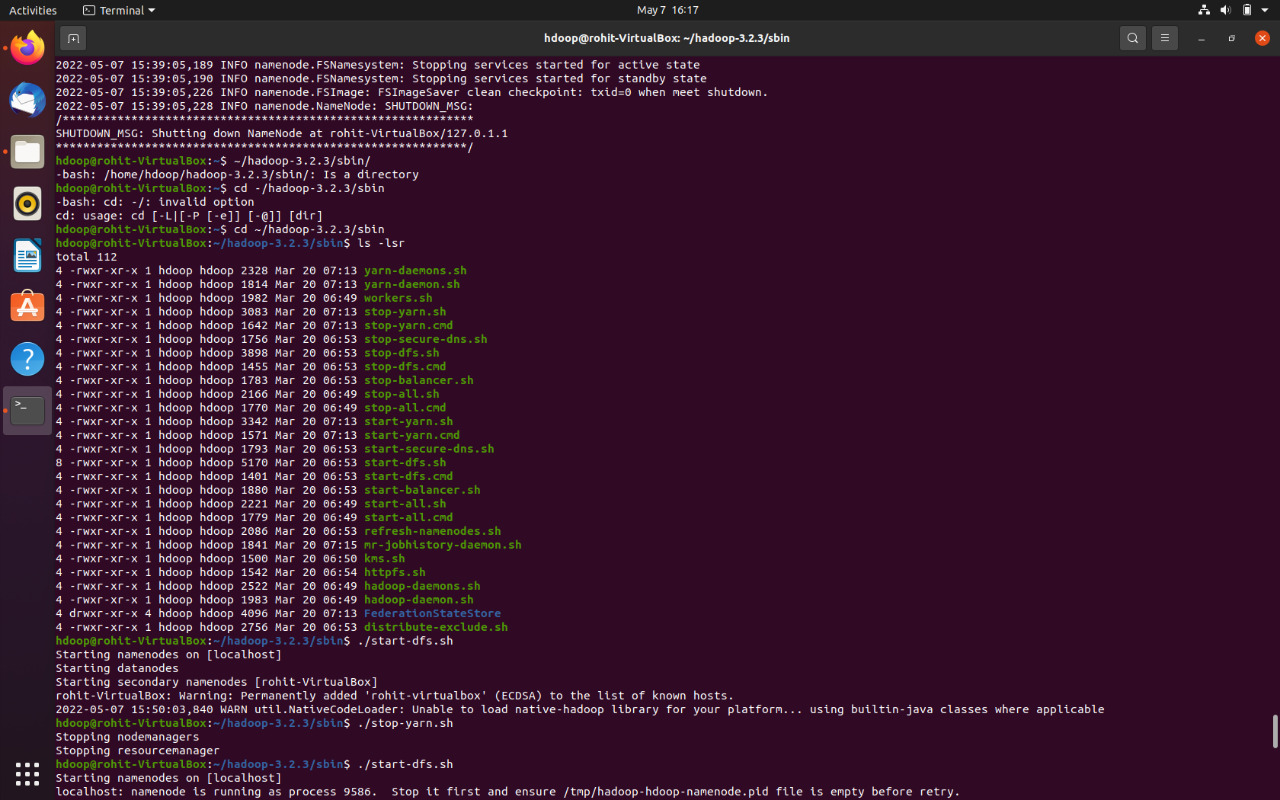 Activities
Terminal
May 7 16:17
hdoop@rohit-VirtualBox: ~/hadoop-3.2.3/sbin
2022-05-07 15:39:05,189 INFO namenode.FSNamesystem: Stopping services started for active state
2022-05-07 15:39:05,190 INFO namenode.FSNamesystem: Stopping services started for standby state
2022-05-07 15:39:05,226 INFO namenode.FSImage: FSImageSaver clean checkpoint: txid=0 when meet shutdown.
2022-05-07 15:39:05,228 INFO namenode.NameNode: SHUTDOWN_MSG:
/************************************************************
SHUTDOWN_MSG: Shutting down NameNode at rohit-VirtualBox/127.0.1.1
************************************************************/
hdoop@rohit-VirtualBox:~$ ~/hadoop-3.2.3/sbin/
-bash: /home/hdoop/hadoop-3.2.3/sbin/: Is a directory
hdoop@rohit-VirtualBox:~$ cd -/hadoop-3.2.3/sbin
-bash: cd: -/: invalid option
cd: usage: cd [-L|[-P [-e]] [-@]] [dir]
hdoop@rohit-VirtualBox:~$ cd ~/hadoop-3.2.3/sbin
hdoop@rohit-VirtualBox:~/hadoop-3.2.3/sbin$ ls -lsr
total 112
4 -rwxr-xr-x 1 hdoop hdoop 2328 Mar 20 07:13 yarn-daemons.sh
4 -rwxr-xr-x 1 hdoop hdoop 1814 Mar 20 07:13 yarn-daemon.sh
4 -rwxr-xr-x 1 hdoop hdoop 1982 Mar 20 06:49 workers.sh
4 -rwxr-xr-x 1 hdoop hdoop 3083 Mar 20 07:13 stop-yarn.sh
4 -rwxr-xr-x 1 hdoop hdoop 1642 Mar 20 07:13 stop-yarn.cmd
4 -rwxr-xr-x 1 hdoop hdoop 1756 Mar 20 06:53 stop-secure-dns.sh
4 -rwxr-xr-x 1 hdoop hdoop 3898 Mar 20 06:53 stop-dfs.sh
4 -rwxr-xr-x 1 hdoop hdoop 1455 Mar 20 06:53 stop-dfs.cmd
4 -rwxr-xr-x 1 hdoop hdoop 1783 Mar 20 06:53 stop-balancer.sh
4 -rwxr-xr-x 1 hdoop hdoop 2166 Mar 20 06:49 stop-all.sh
4 -rwxr-xr-x 1 hdoop hdoop 1770 Mar 20 06:49 stop-all.cmd
4 -rwxr-xr-x 1 hdoop hdoop 3342 Mar 20 07:13 start-yarn.sh
4 -rwxr-xr-x 1 hdoop hdoop 1571 Mar 20 07:13 start-yarn.cmd
4 -rwxr-xr-x 1 hdoop hdoop 1793 Mar 20 06:53 start-secure-dns.sh
8 -rwxr-xr-x 1 hdoop hdoop 5170 Mar 20 06:53 start-dfs.sh
4 -rwxr-xr-x 1 hdoop hdoop 1401 Mar 20 06:53 start-dfs.cmd
4 -rwxr-xr-x 1 hdoop hdoop 1880 Mar 20 06:53 start-balancer.sh
4 -rwxr-xr-x 1 hdoop hdoop 2221 Mar 20 06:49 start-all.sh
4 -rwxr-xr-x 1 hdoop hdoop 1779 Mar 20 06:49 start-all.cmd
4 -rwxr-xr-x 1 hdoop hdoop 2086 Mar 20 06:53 refresh-namenodes.sh
4 -rwxr-xr-x 1 hdoop hdoop 1841 Mar 20 07:15 mr-jobhistory-daemon.sh
4 -rwxr-xr-x 1 hdoop hdoop 1500 Mar 20 06:50 kms.sh
4 -rwxr-xr-x 1 hdoop hdoop 1542 Mar 20 06:54 httpfs.sh
4 -rwxr-xr-x 1 hdoop hdoop 2522 Mar 20 06:49 hadoop-daemons.sh
4 -rwxr-xr-x 1 hdoop hdoop 1983 Mar 20 06:49 hadoop-daemon.sh
4 drwxr-xr-x 4 hdoop hdoop 4096 Mar 20 07:13 FederationStateStore
4 -rwxr-xr-x 1 hdoop hdoop 2756 Mar 20 06:53 distribute-exclude.sh
hdoop@rohit-VirtualBox:~/hadoop-3.2.3/sbin$ ./start-dfs.sh
Starting namenodes on [localhost]
Starting datanodes
Starting secondary namenodes [rohit-VirtualBox]
rohit-VirtualBox: Warning: Permanently added 'rohit-virtualbox' (ECDSA) to the list of known hosts.
2022-05-07 15:50:03,840 WARN util.NativeCodeLoader: Unable to load native-hadoop library for your platform... using builtin-java classes where applicable
hdoop@rohit-VirtualBox:~/hadoop-3.2.3/sbin$ ./stop-yarn.sh
Stopping nodemanagers
Stopping resourcemanager
hdoop@rohit-VirtualBox:~/hadoop-3.2.3/sbin$ ./start-dfs.sh
Starting namenodes on [localhost]
localhost: namenode is running as process 9586.  Stop it first and ensure /tmp/hadoop-hdoop-namenode.pid file is empty before retry.